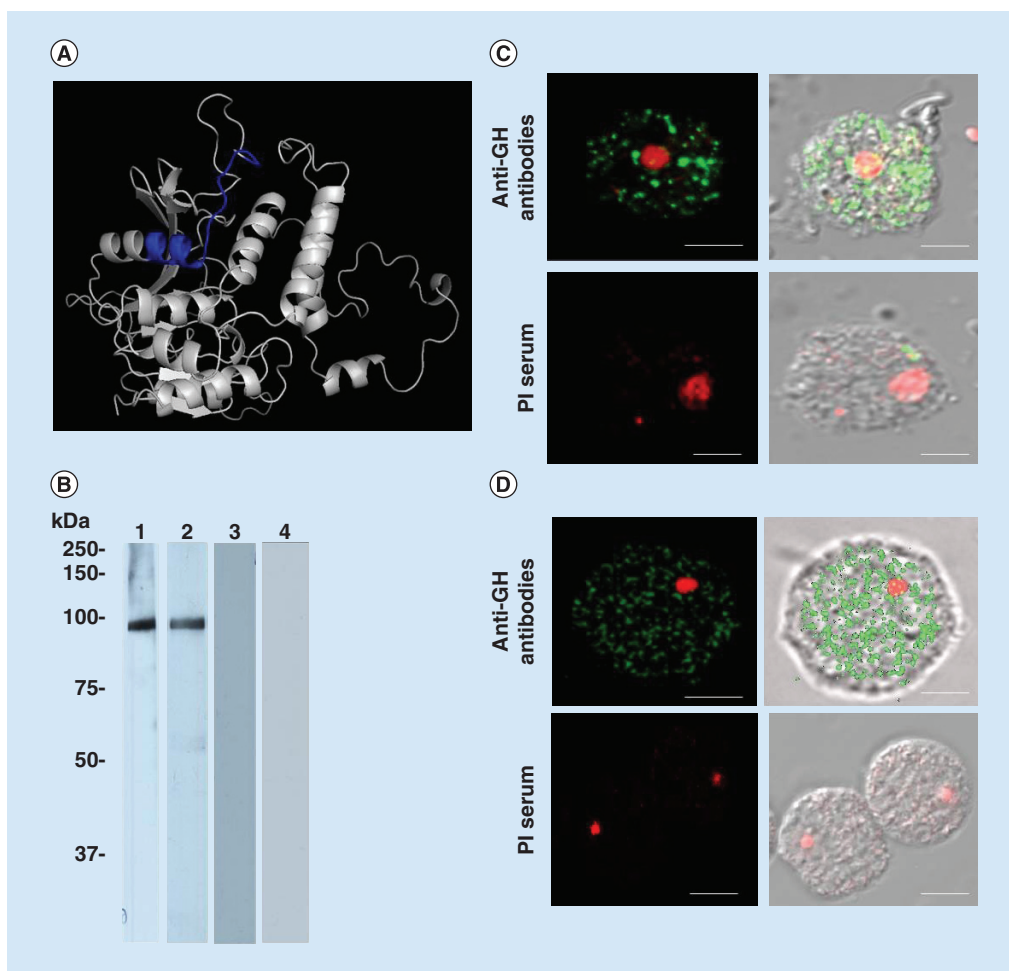 A
B
kDa
1 2 3 4
250-
150-
100-
75-
50-
37-
C
Anti-GH
antibodies
PI serum
D
Anti-GH
antibodies
PI serum